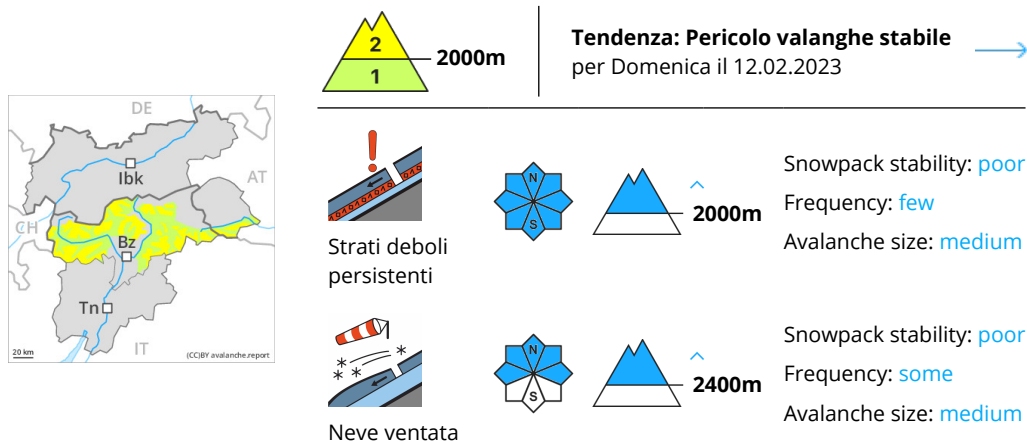 2
1
2000m
Tendenza: Pericolo valanghe stabile
per Domenica il 12.02.2023
DE
AT
Ibk
CH
Bz
Tn
IT
20 km
(CC)BY avalanche.report
Strati deboli
persistenti
N
S
2000m
Snowpack stability: poor
Frequency: few
Avalanche size: medium
Neve ventata
N
S
2400m
Snowpack stability: poor
Frequency: some
Avalanche size: medium